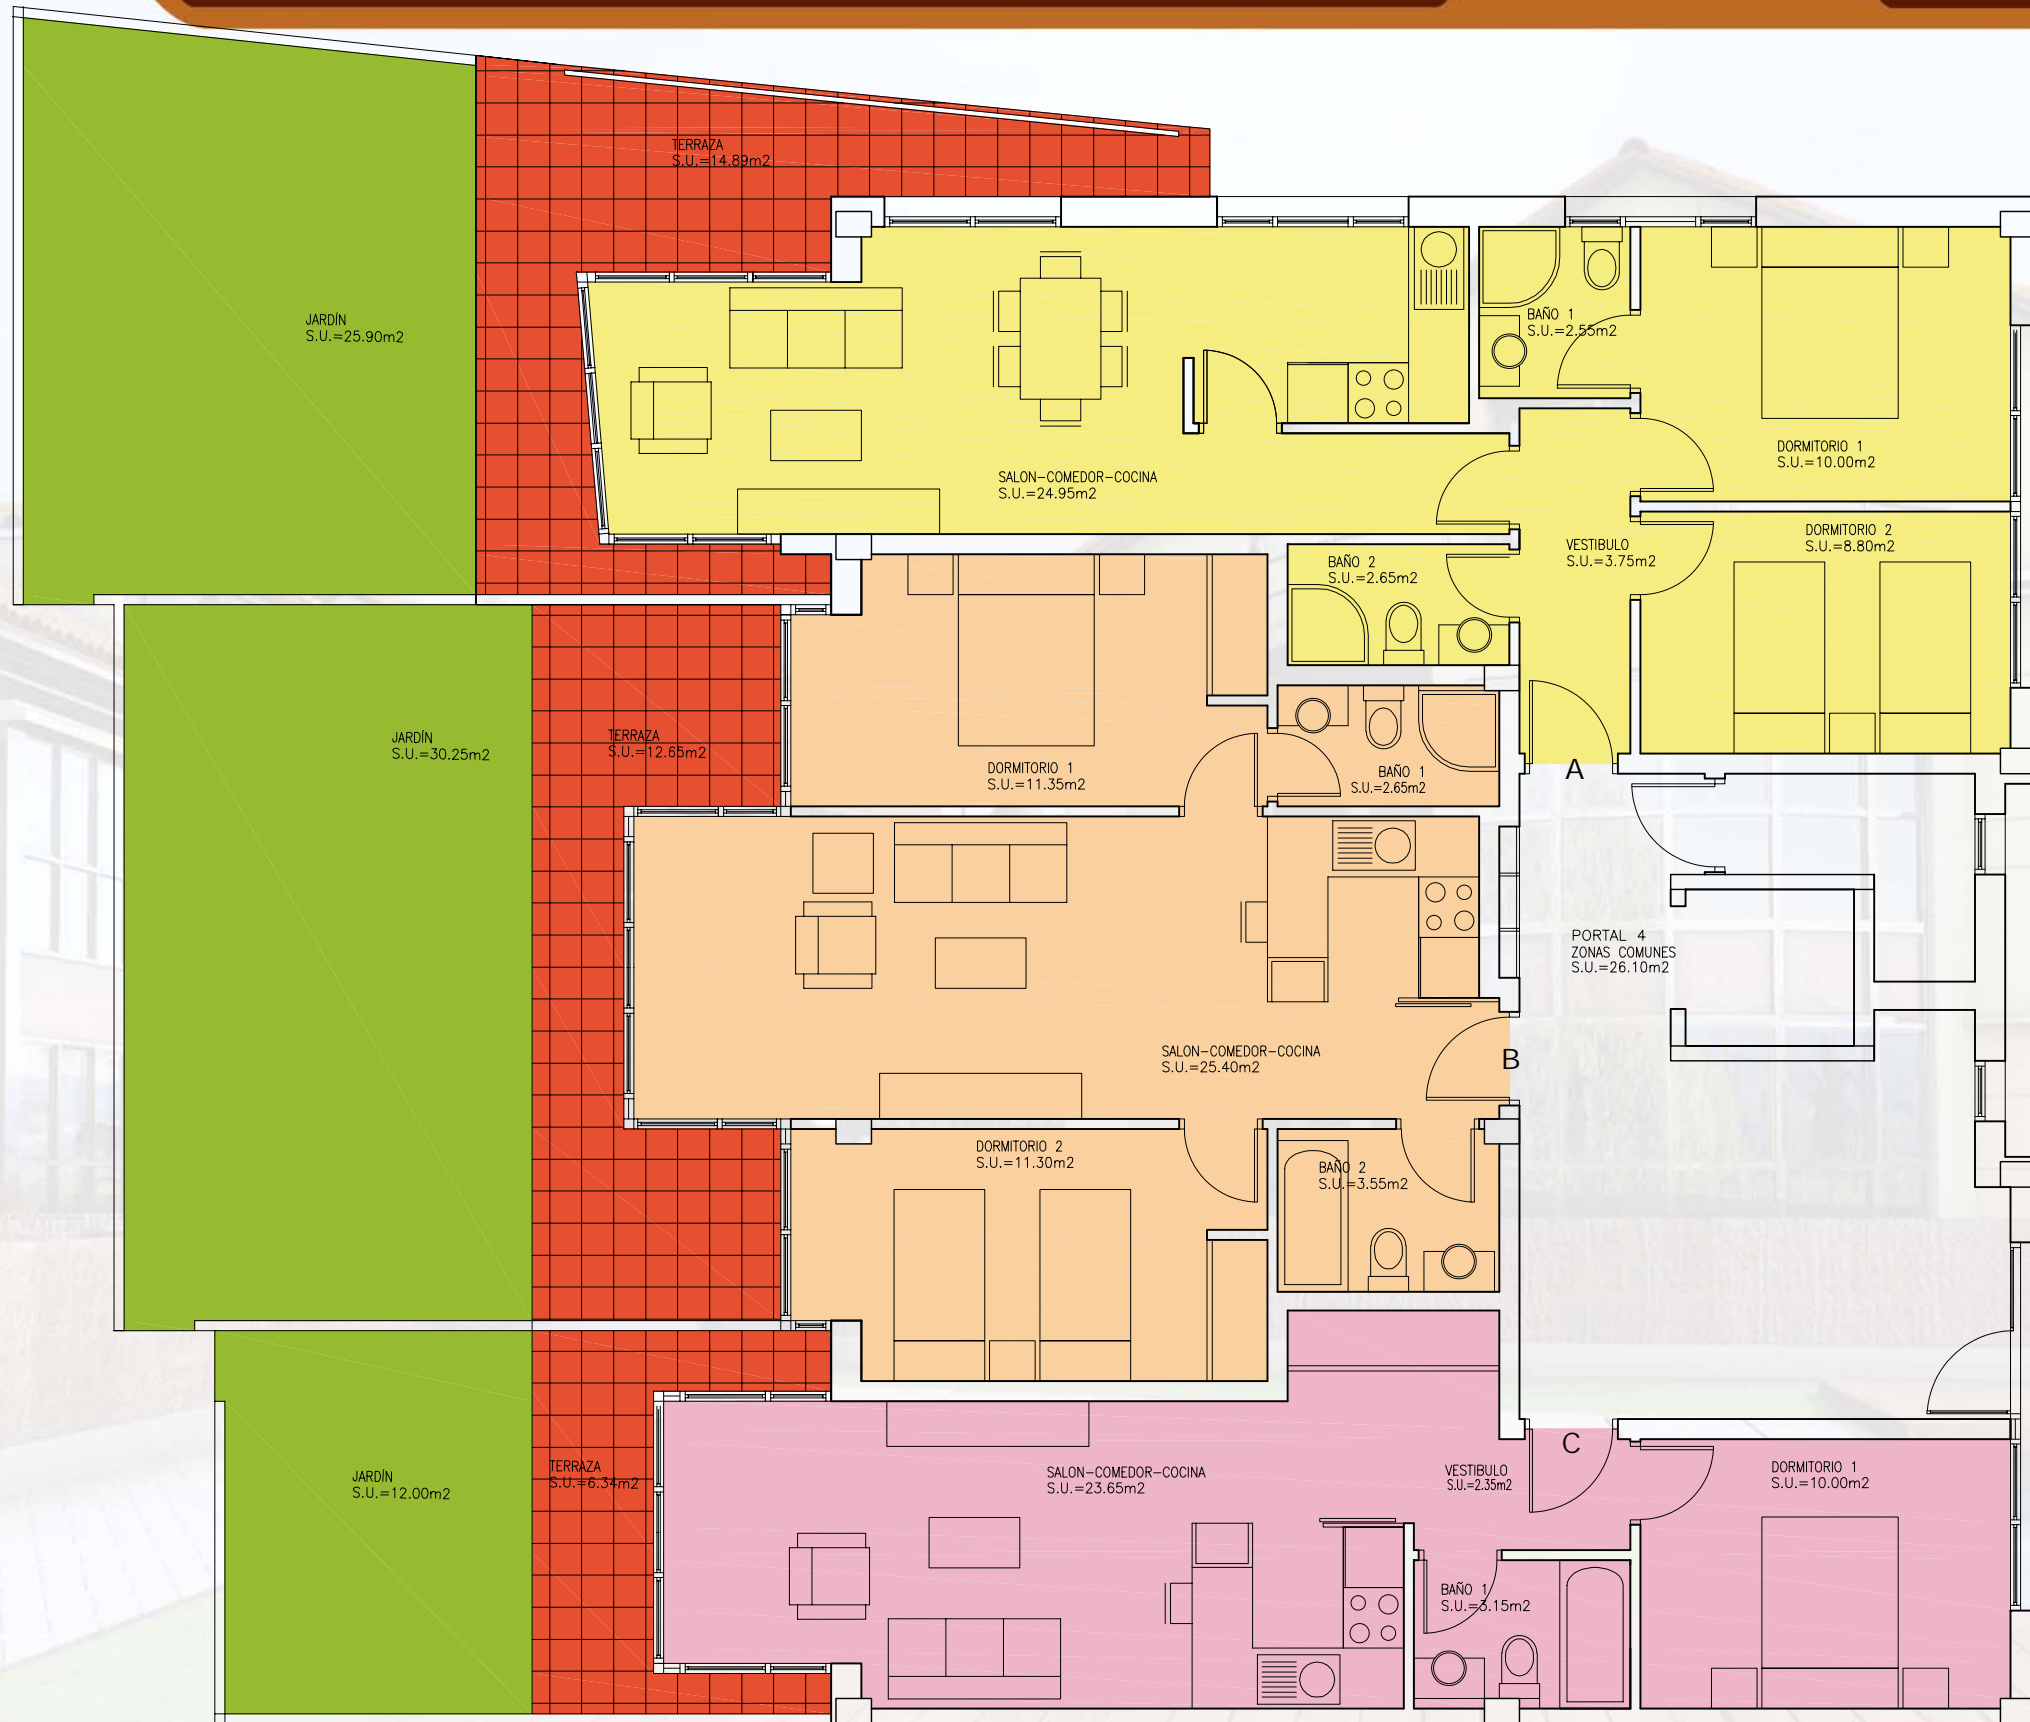 TERRAZA
S.U.=14.89m2
JARDÍN
S.U.=25.90m2
BAÑO 1
S.U.=2.55m2
DORMITORIO 1
S.U.=10.00m2
SALON-COMEDOR-COCINA
S.U.=24.95m2
DORMITORIO 2
S.U.=8.80m2
VESTIBULO
S.U.=3.75m2
BAÑO 2
S.U.=2.65m2
JARDÍN
S.U.=30.25m2
TERRAZA
S.U.=12.65m2
DORMITORIO 1
S.U.=11.35m2
BAÑO 1
S.U.=2.65m2
A
PORTAL 4
ZONAS COMUNES
S.U.=26.10m2
SALON-COMEDOR-COCINA
S.U.=25.40m2
B
DORMITORIO 2
S.U.=11.30m2
BAÑO 2
S.U.=3.55m2
C
JARDÍN
S.U.=12.00m2
TERRAZA
S.U.=6.34m2
SALON-COMEDOR-COCINA
S.U.=23.65m2
VESTIBULO
S.U.=2.35m2
DORMITORIO 1
S.U.=10.00m2
BAÑO 1
S.U.=3.15m2